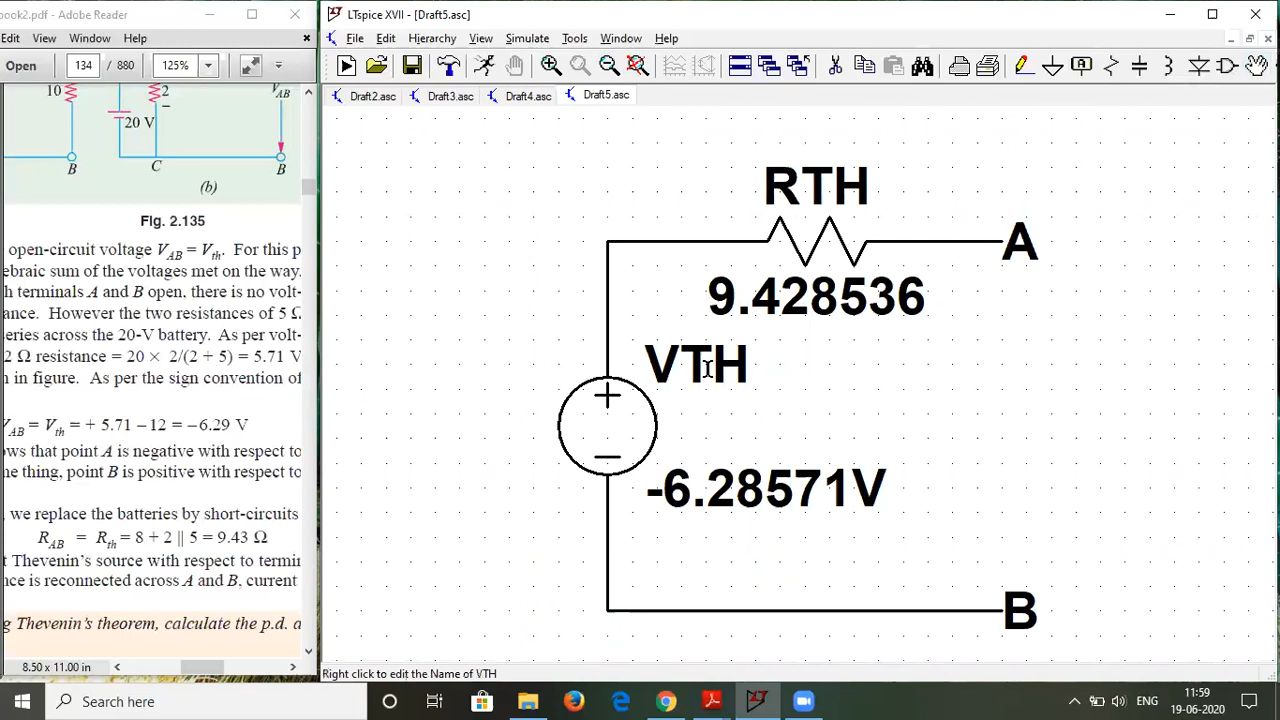 ook2.pdf - Adobe Reader
Edit View Window Help
Open 134 / 880 125%
10
2
VAB
20 V
B
C
B
(b)
Fig. 2.135
open-circuit voltage VAB = Vth. For this p
ebraic sum of the voltages met on the way.
h terminals A and B open, there is no volt-
ance. However the two resistances of 5 Ω
eries across the 20-V battery. As per volt-
2 Ω resistance = 20 × 2/(2 + 5) = 5.71 V
n in figure. As per the sign convention of
VAB = Vth = + 5.71 −12 = −6.29 V
ows that point A is negative with respect to
ne thing, point B is positive with respect to
, we replace the batteries by short-circuits
RAB = Rth = 8 + 2 || 5 = 9.43 Ω
t Thevenin's source with respect to termin
nce is reconnected across A and B, current
g Thevenin's theorem, calculate the p.d. a
8.50 x 11.00 in
LTspice XVII - [Draft5.asc]
File Edit Hierarchy View Simulate Tools Window Help
Draft2.asc Draft3.asc Draft4.asc Draft5.asc
RTH
A
9.428536
VTH
-6.28571V
B
Right click to edit the Name of VTH
Search here
ENG
11:59
19-06-2020